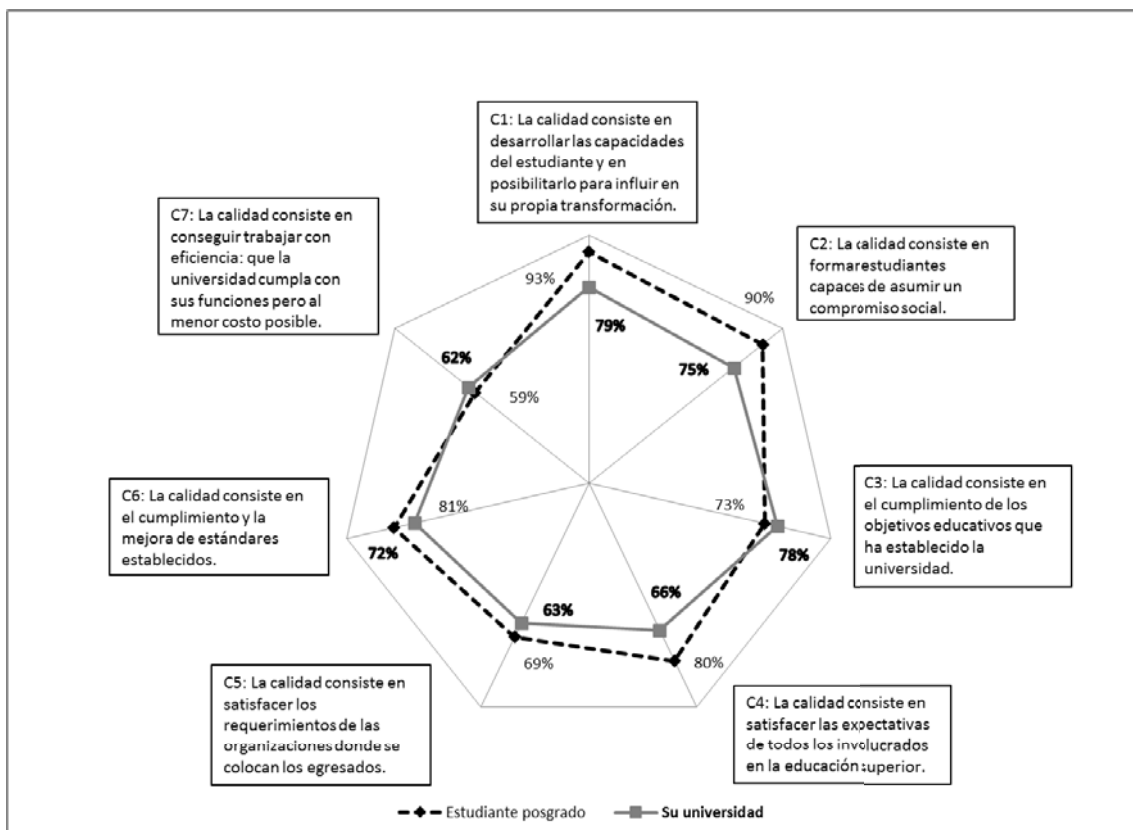 C1: La calidad consiste en
desarrollar las capacidades
del estudiante y en
posibilitarlo para influir en
su propia transformación.
C7: La calidad consiste en
conseguir trabajar con
eficiencia: que la
universidad cumpla con
sus funciones pero al
menor costo posible.
C2: La calidad consiste en
formar estudiantes
capaces de asumir un
compromiso social.
93%
90%
79%
75%
62%
59%
C6: La calidad consiste en
el cumplimiento y la
mejora de estándares
establecidos.
81%
72%
73%
78%
C3: La calidad consiste en
el cumplimiento de los
objetivos educativos que
ha establecido la
universidad.
63%
66%
69%
80%
C5: La calidad consiste en
satisfacer los
requerimientos de las
organizaciones donde se
colocan los egresados.
C4: La calidad consiste en
satisfacer las expectativas
de todos los involucrados
en la educación superior.
Estudiante posgrado
Su universidad